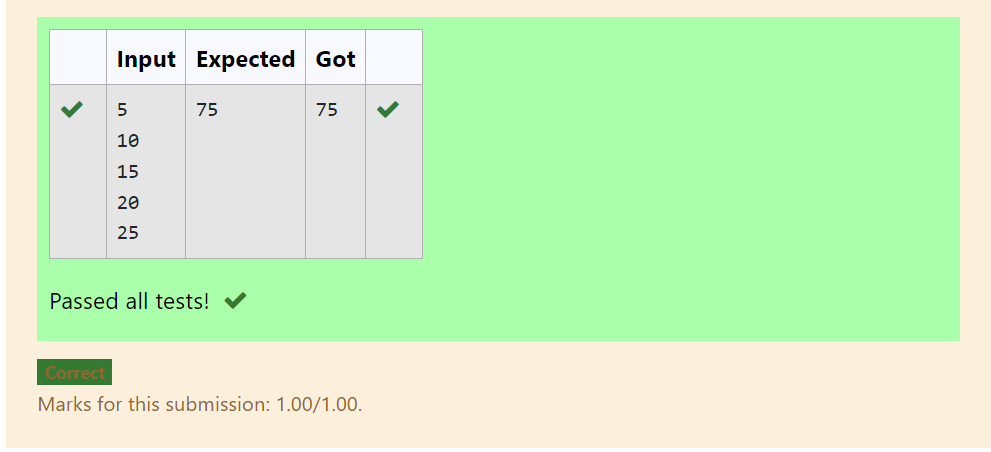 Input Expected Got
5 75 75
10
15
20
25
Passed all tests!
Correct
Marks for this submission: 1.00/1.00.